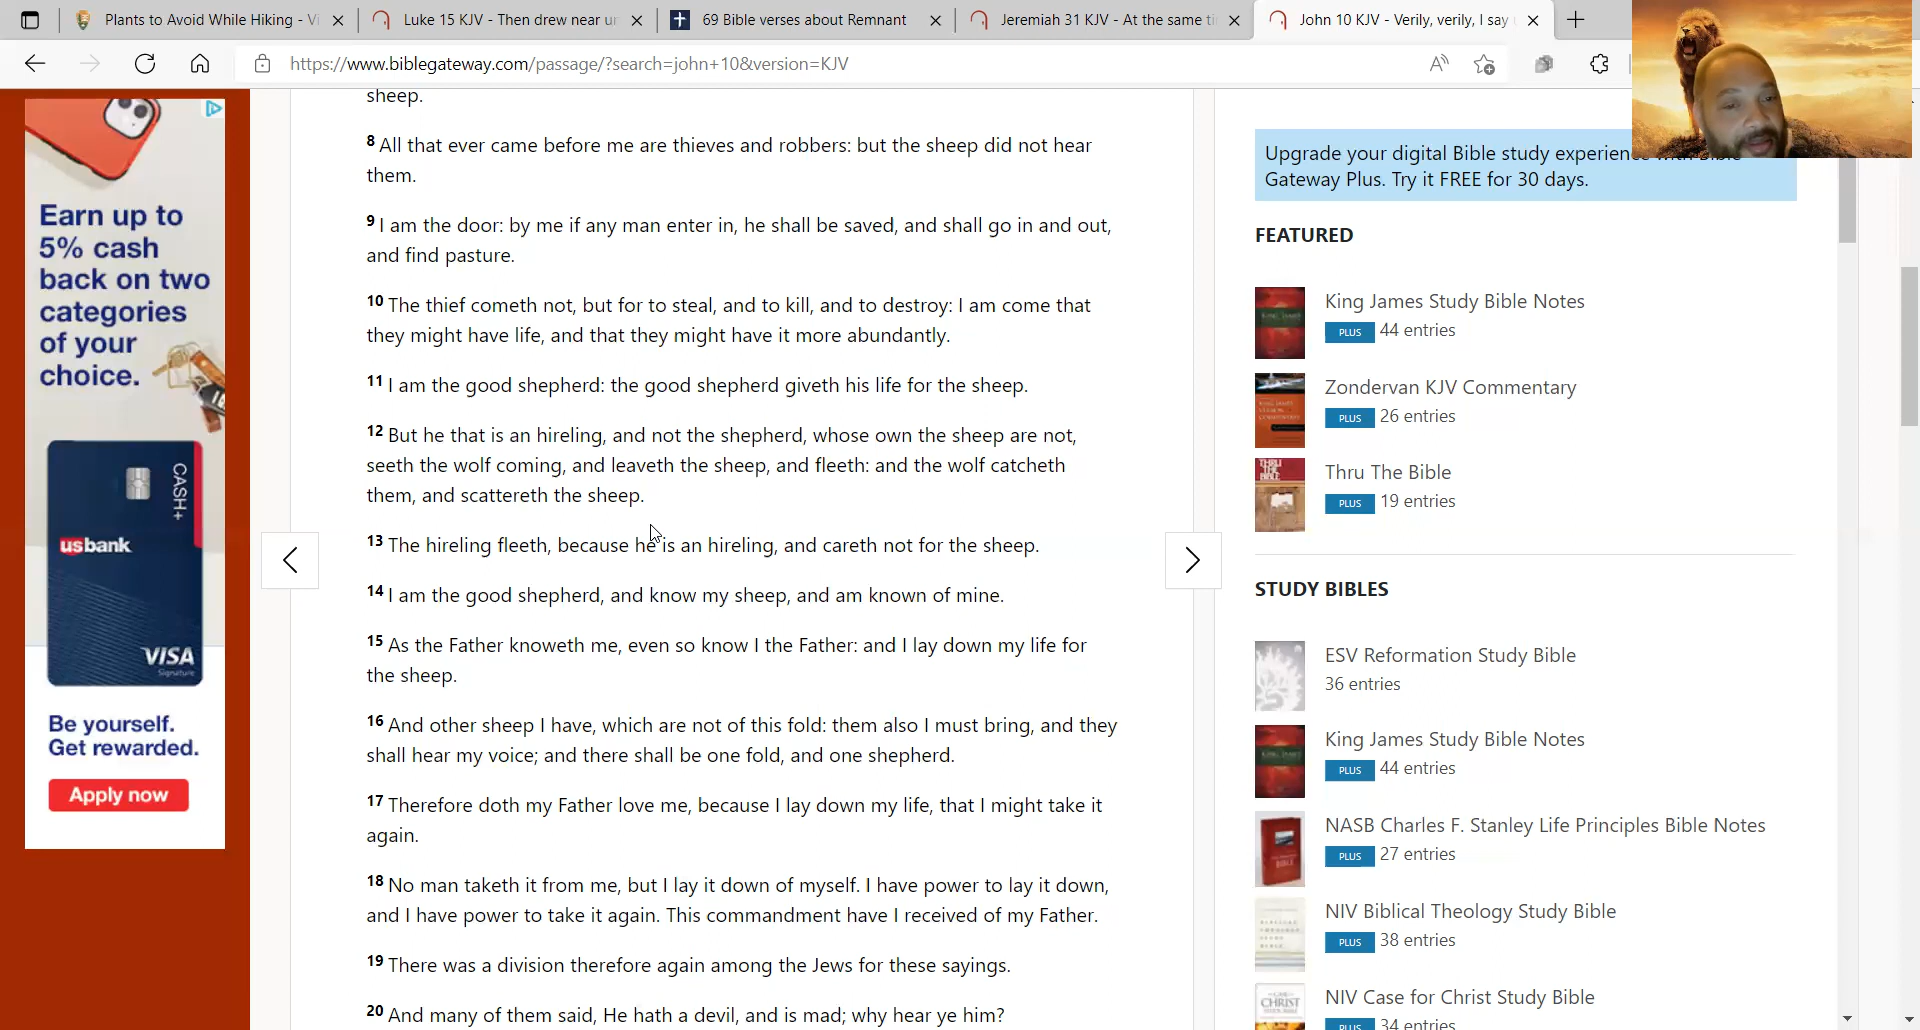 Plants to Avoid While Hiking - Vi
Luke 15 KJV - Then drew near un
69 Bible verses about Remnant
Jeremiah 31 KJV - At the same ti
John 10 KJV - Verily, verily, I say
https://www.biblegateway.com/passage/?search=john+10&version=KJV
Earn up to
5% cash
back on two
categories
of your
choice.
CASH+
usbank
VISA
Signature
Be yourself.
Get rewarded.
Apply now
sheep.
8 All that ever came before me are thieves and robbers: but the sheep did not hear
them.
9 I am the door: by me if any man enter in, he shall be saved, and shall go in and out,
and find pasture.
10 The thief cometh not, but for to steal, and to kill, and to destroy: I am come that
they might have life, and that they might have it more abundantly.
11 I am the good shepherd: the good shepherd giveth his life for the sheep.
12 But he that is an hireling, and not the shepherd, whose own the sheep are not,
seeth the wolf coming, and leaveth the sheep, and fleeth: and the wolf catcheth
them, and scattereth the sheep.
13 The hireling fleeth, because he is an hireling, and careth not for the sheep.
14 I am the good shepherd, and know my sheep, and am known of mine.
15 As the Father knoweth me, even so know I the Father: and I lay down my life for
the sheep.
16 And other sheep I have, which are not of this fold: them also I must bring, and they
shall hear my voice; and there shall be one fold, and one shepherd.
17 Therefore doth my Father love me, because I lay down my life, that I might take it
again.
18 No man taketh it from me, but I lay it down of myself. I have power to lay it down,
and I have power to take it again. This commandment have I received of my Father.
19 There was a division therefore again among the Jews for these sayings.
20 And many of them said, He hath a devil, and is mad; why hear ye him?
Upgrade your digital Bible study experience with Bible
Gateway Plus. Try it FREE for 30 days.
FEATURED
King James Study Bible Notes
PLUS 44 entries
Zondervan KJV Commentary
PLUS 26 entries
Thru The Bible
PLUS 19 entries
STUDY BIBLES
ESV Reformation Study Bible
36 entries
King James Study Bible Notes
PLUS 44 entries
NASB Charles F. Stanley Life Principles Bible Notes
PLUS 27 entries
NIV Biblical Theology Study Bible
PLUS 38 entries
NIV Case for Christ Study Bible
PLUS 34 entries